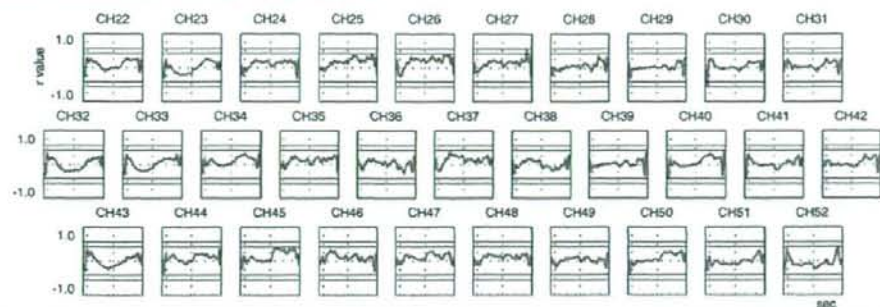 CH22 CH23 CH24 CH25 CH26 CH27 CH28 CH29 CH30 CH31
1.0
r value
-1.0
CH32 CH33 CH34 CH35 CH36 CH37 CH38 CH39 CH40 CH41 CH42
1.0
-1.0
CH43 CH44 CH45 CH46 CH47 CH48 CH49 CH50 CH51 CH52
1.0
-1.0
sec